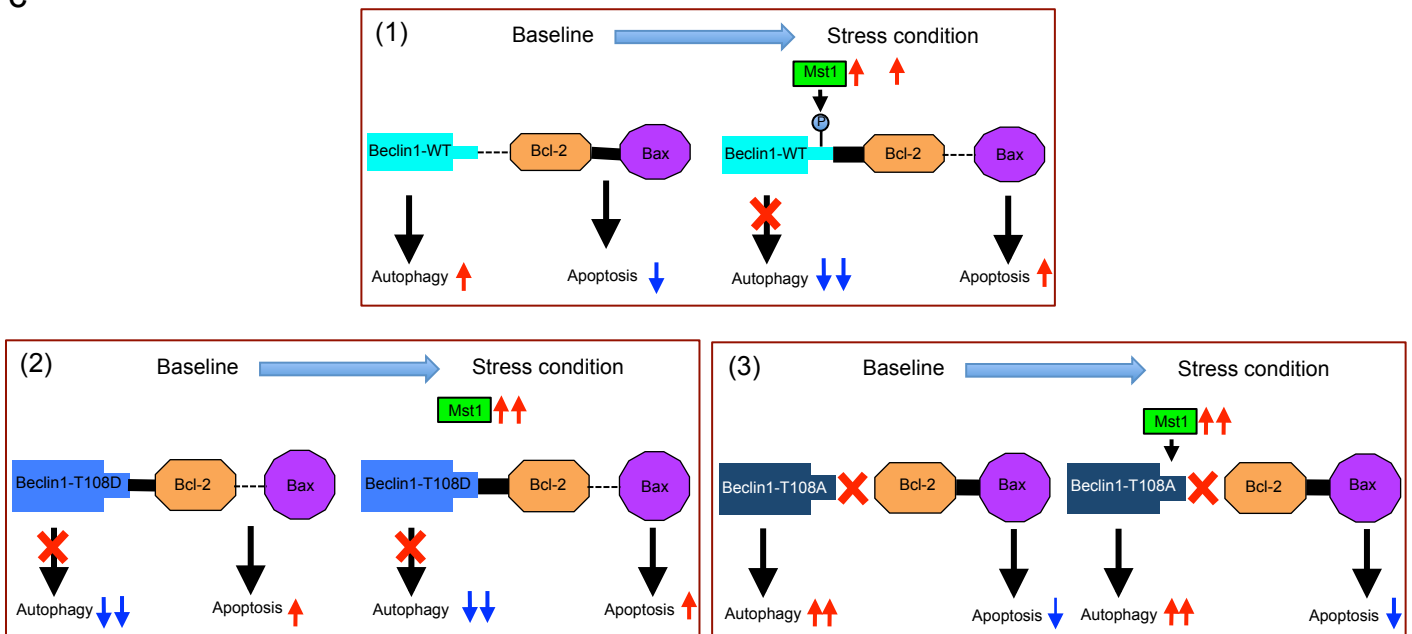 (1)
Baseline
Stress condition
Mst1
P
Beclin1-WT
Bcl-2
Bax
Beclin1-WT
Bcl-2
Bax
Autophagy
Apoptosis
Autophagy
Apoptosis
(2)
Baseline
Stress condition
Mst1
Beclin1-T108D
Bcl-2
Bax
Beclin1-T108D
Bcl-2
Bax
Autophagy
Apoptosis
Autophagy
Apoptosis
(3)
Baseline
Stress condition
Mst1
Beclin1-T108A
Bcl-2
Bax
Beclin1-T108A
Bcl-2
Bax
Autophagy
Apoptosis
Autophagy
Apoptosis